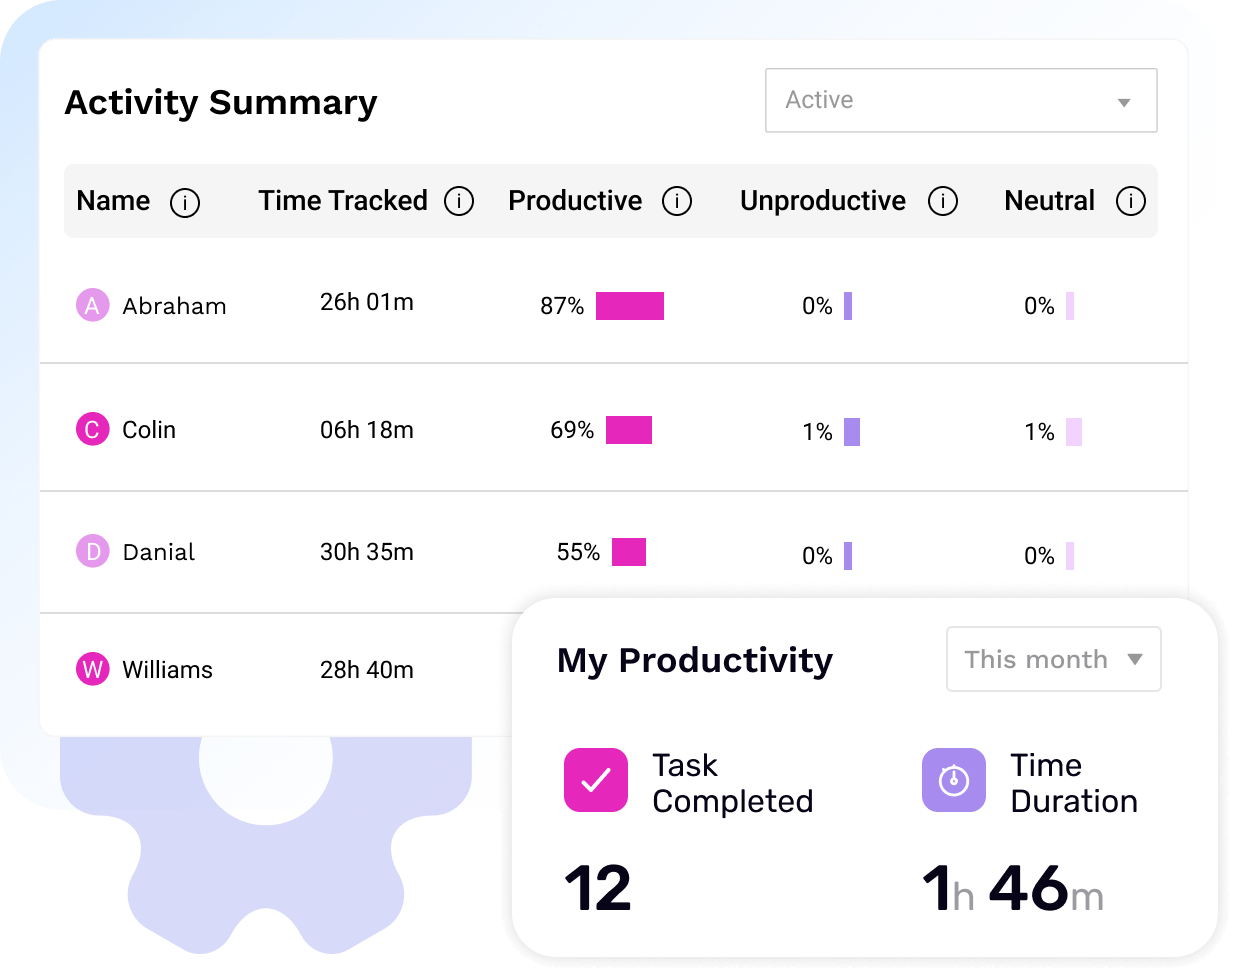 Activity Summary
Active
Name Time Tracked Productive Unproductive Neutral
A Abraham 26h 01m 87% 0% 0%
C Colin 06h 18m 69% 1% 1%
D Danial 30h 35m 55% 0% 0%
W Williams 28h 40m
My Productivity
This month
Task
Completed
12
Time
Duration
1h 46m